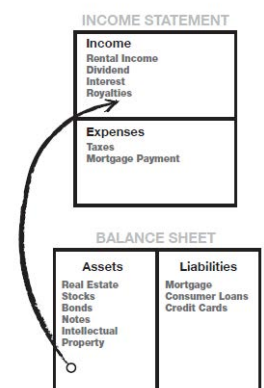 INCOME STATEMENT
Income
Rental Income
Dividend
Interest
Royalties
Expenses
Taxes
Mortgage Payment
BALANCE SHEET
Assets
Real Estate
Stocks
Bonds
Notes
Intellectual
Property
Liabilities
Mortgage
Consumer Loans
Credit Cards